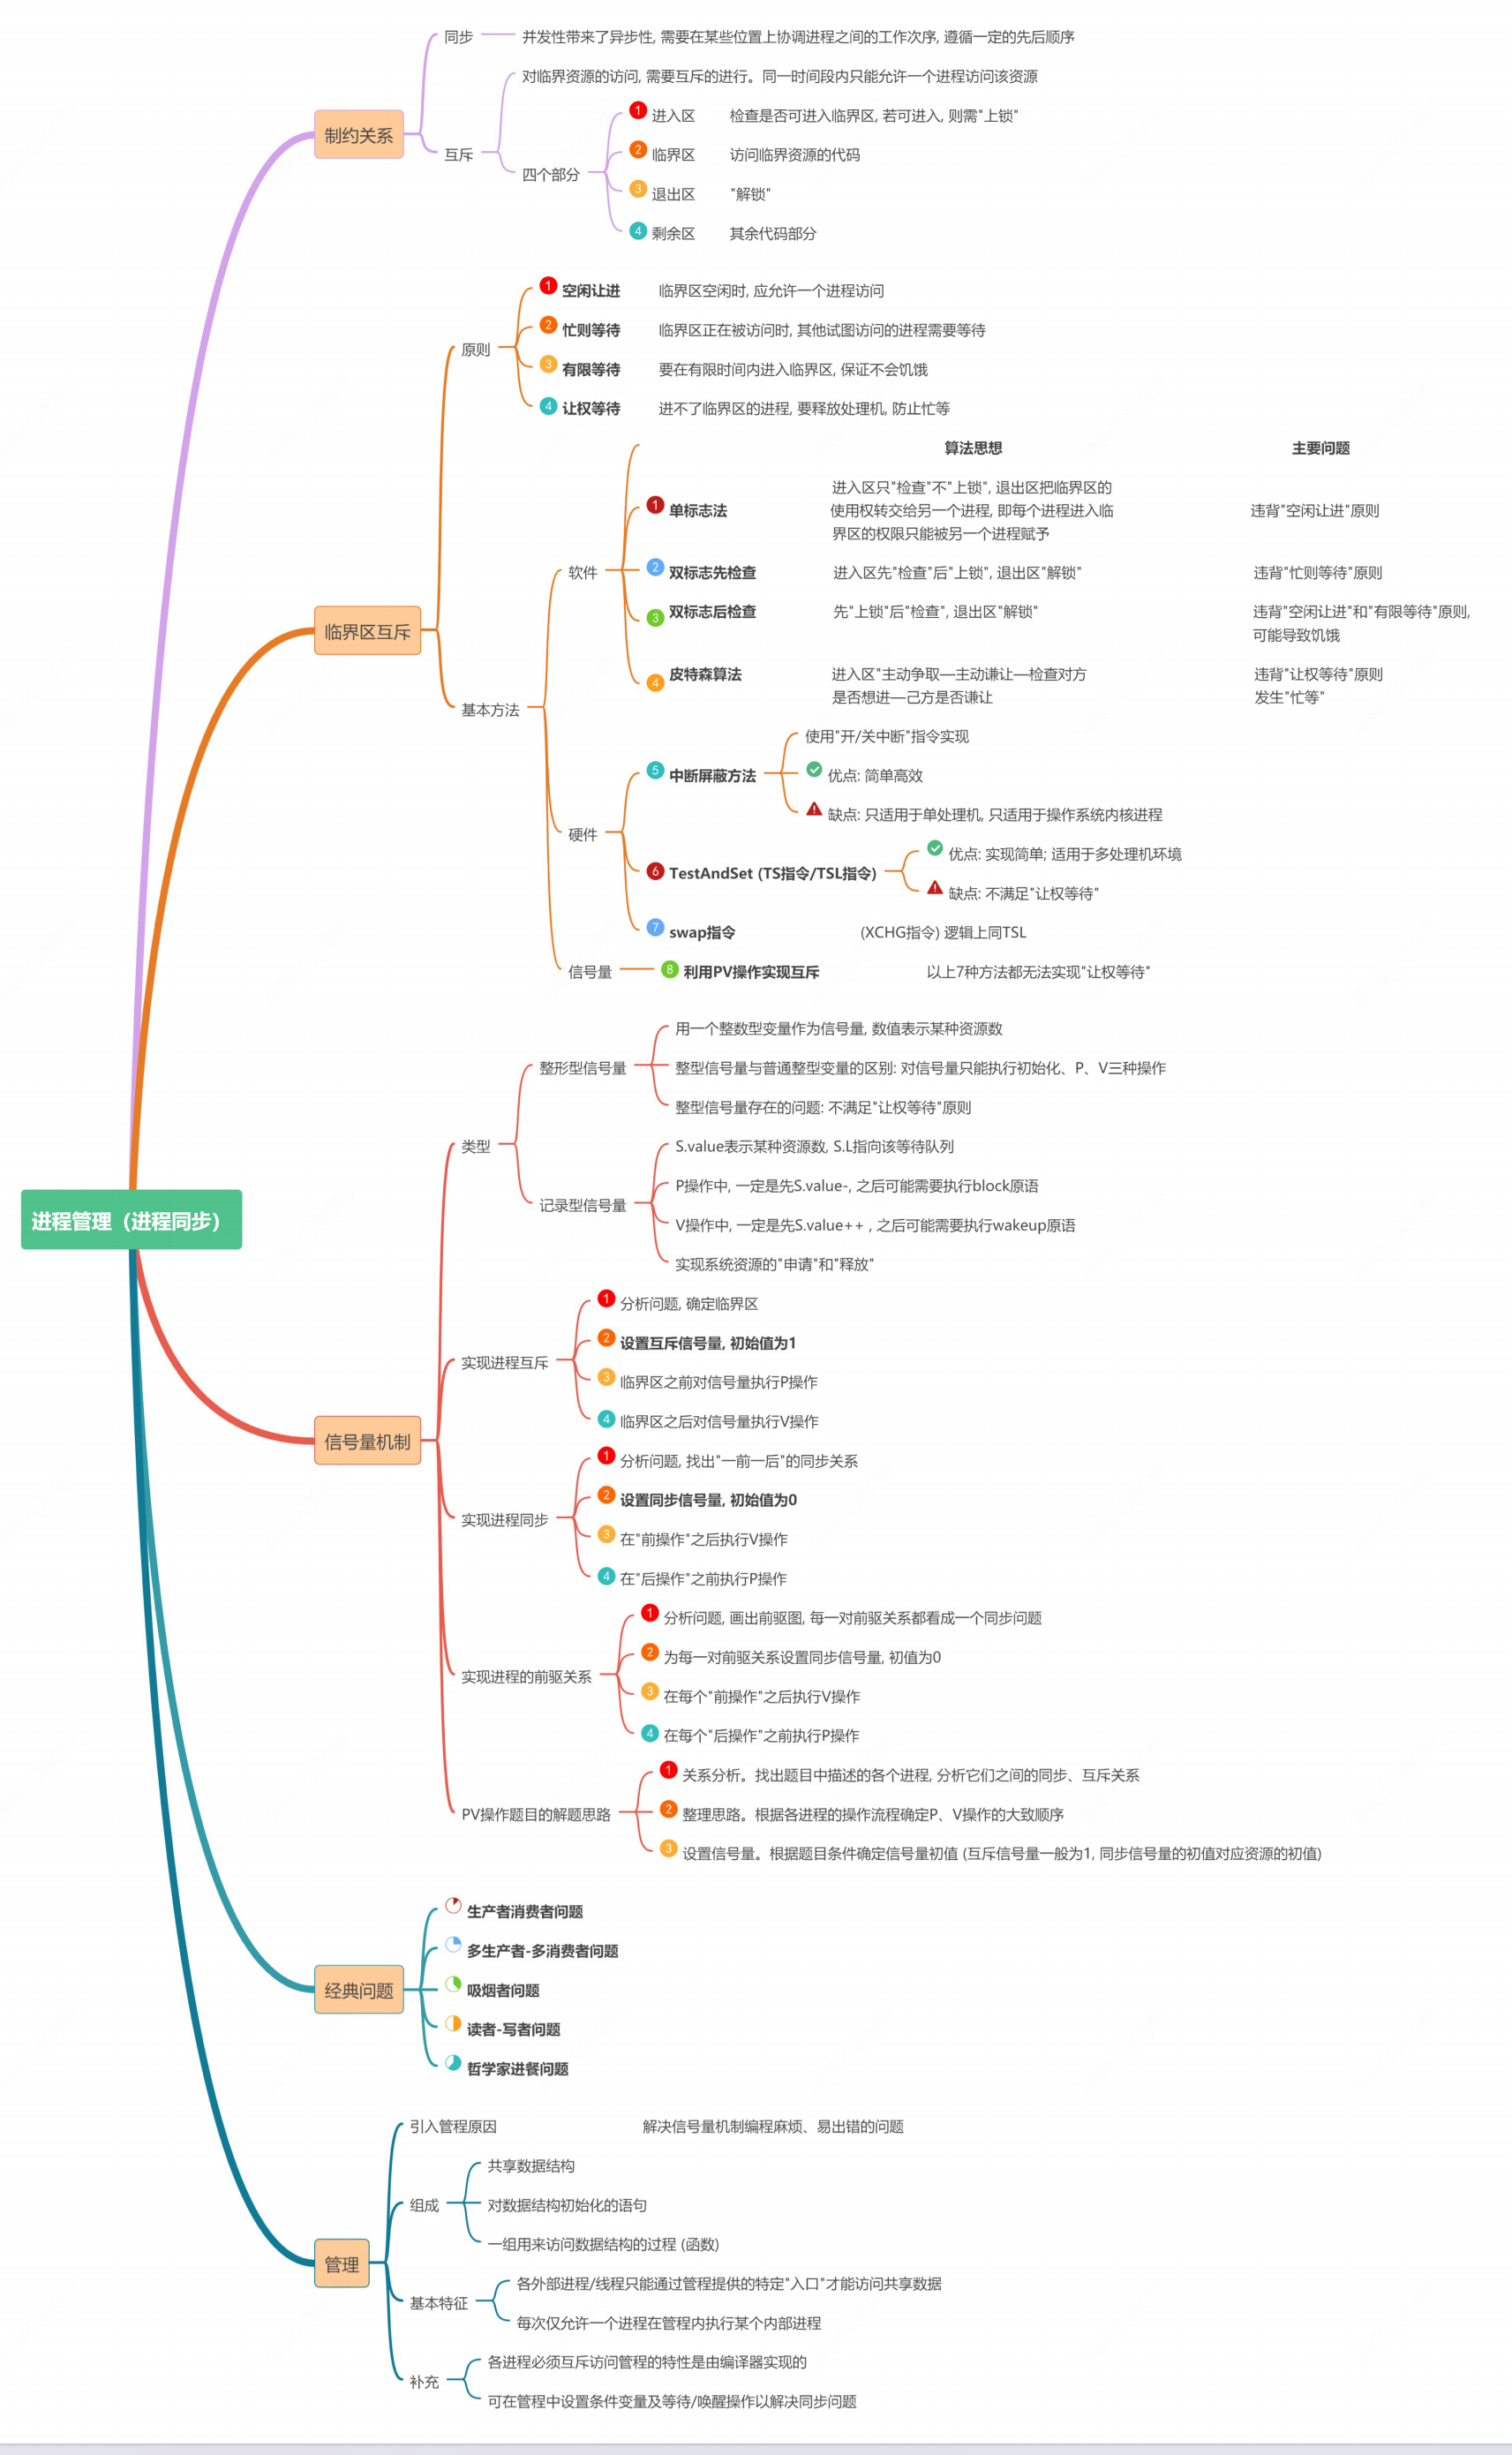 同步
并发性带来了异步性, 需要在某些位置上协调进程之间的工作次序, 遵循一定的先后顺序
制约关系
互斥
对临界资源的访问, 需要互斥的进行。同一时间段内只能允许一个进程访问该资源
四个部分
1 进入区 检查是否可进入临界区, 若可进入, 则需"上锁"
2 临界区 访问临界资源的代码
3 退出区 "解锁"
4 剩余区 其余代码部分
临界区互斥
原则
1 空闲让进 临界区空闲时, 应允许一个进程访问
2 忙则等待 临界区正在被访问时, 其他试图访问的进程需要等待
3 有限等待 要在有限时间内进入临界区, 保证不会饥饿
4 让权等待 进不了临界区的进程, 要释放处理机, 防止忙等
基本方法
软件
算法思想 主要问题
1 单标志法
进入区只"检查"不"上锁", 退出区把临界区的
使用权转交给另一个进程, 即每个进程进入临
界区的权限只能被另一个进程赋予
违背"空闲让进"原则
2 双标志先检查 进入区先"检查"后"上锁", 退出区"解锁" 违背"忙则等待"原则
3 双标志后检查 先"上锁"后"检查", 退出区"解锁"
违背"空闲让进"和"有限等待"原则,
可能导致饥饿
4 皮特森算法
进入区"主动争取—主动谦让—检查对方
是否想进—己方是否谦让
违背"让权等待"原则
发生"忙等"
硬件
5 中断屏蔽方法
使用"开/关中断"指令实现
优点: 简单高效
缺点: 只适用于单处理机, 只适用于操作系统内核进程
6 TestAndSet (TS指令/TSL指令)
优点: 实现简单; 适用于多处理机环境
缺点: 不满足"让权等待"
7 swap指令 (XCHG指令) 逻辑上同TSL
信号量
8 利用PV操作实现互斥 以上7种方法都无法实现"让权等待"
进程管理（进程同步）
信号量机制
类型
整形型信号量
用一个整数型变量作为信号量, 数值表示某种资源数
整型信号量与普通整型变量的区别: 对信号量只能执行初始化、P、V三种操作
整型信号量存在的问题: 不满足"让权等待"原则
记录型信号量
S.value表示某种资源数, S.L指向该等待队列
P操作中, 一定是先S.value-, 之后可能需要执行block原语
V操作中, 一定是先S.value++ , 之后可能需要执行wakeup原语
实现系统资源的"申请"和"释放"
实现进程互斥
1 分析问题, 确定临界区
2 设置互斥信号量, 初始值为1
3 临界区之前对信号量执行P操作
4 临界区之后对信号量执行V操作
实现进程同步
1 分析问题, 找出"一前一后"的同步关系
2 设置同步信号量, 初始值为0
3 在"前操作"之后执行V操作
4 在"后操作"之前执行P操作
实现进程的前驱关系
1 分析问题, 画出前驱图, 每一对前驱关系都看成一个同步问题
2 为每一对前驱关系设置同步信号量, 初值为0
3 在每个"前操作"之后执行V操作
4 在每个"后操作"之前执行P操作
PV操作题目的解题思路
1 关系分析。找出题目中描述的各个进程, 分析它们之间的同步、互斥关系
2 整理思路。根据各进程的操作流程确定P、V操作的大致顺序
3 设置信号量。根据题目条件确定信号量初值 (互斥信号量一般为1, 同步信号量的初值对应资源的初值)
经典问题
生产者消费者问题
多生产者-多消费者问题
吸烟者问题
读者-写者问题
哲学家进餐问题
管理
引入管程原因 解决信号量机制编程麻烦、易出错的问题
组成
共享数据结构
对数据结构初始化的语句
一组用来访问数据结构的过程 (函数)
基本特征
各外部进程/线程只能通过管程提供的特定"入口"才能访问共享数据
每次仅允许一个进程在管程内执行某个内部进程
补充
各进程必须互斥访问管程的特性是由编译器实现的
可在管程中设置条件变量及等待/唤醒操作以解决同步问题